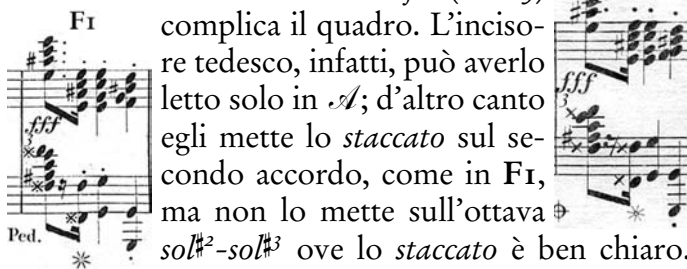 F1
complica il quadro. L'inciso-
re tedesco, infatti, può averlo
letto solo in 𝒜; d'altro canto
egli mette lo staccato sul se-
condo accordo, come in F1,
ma non lo mette sull'ottava
sol♯²-sol♯³ ove lo staccato è ben chiaro.
fff
3
Ped.
fff
3